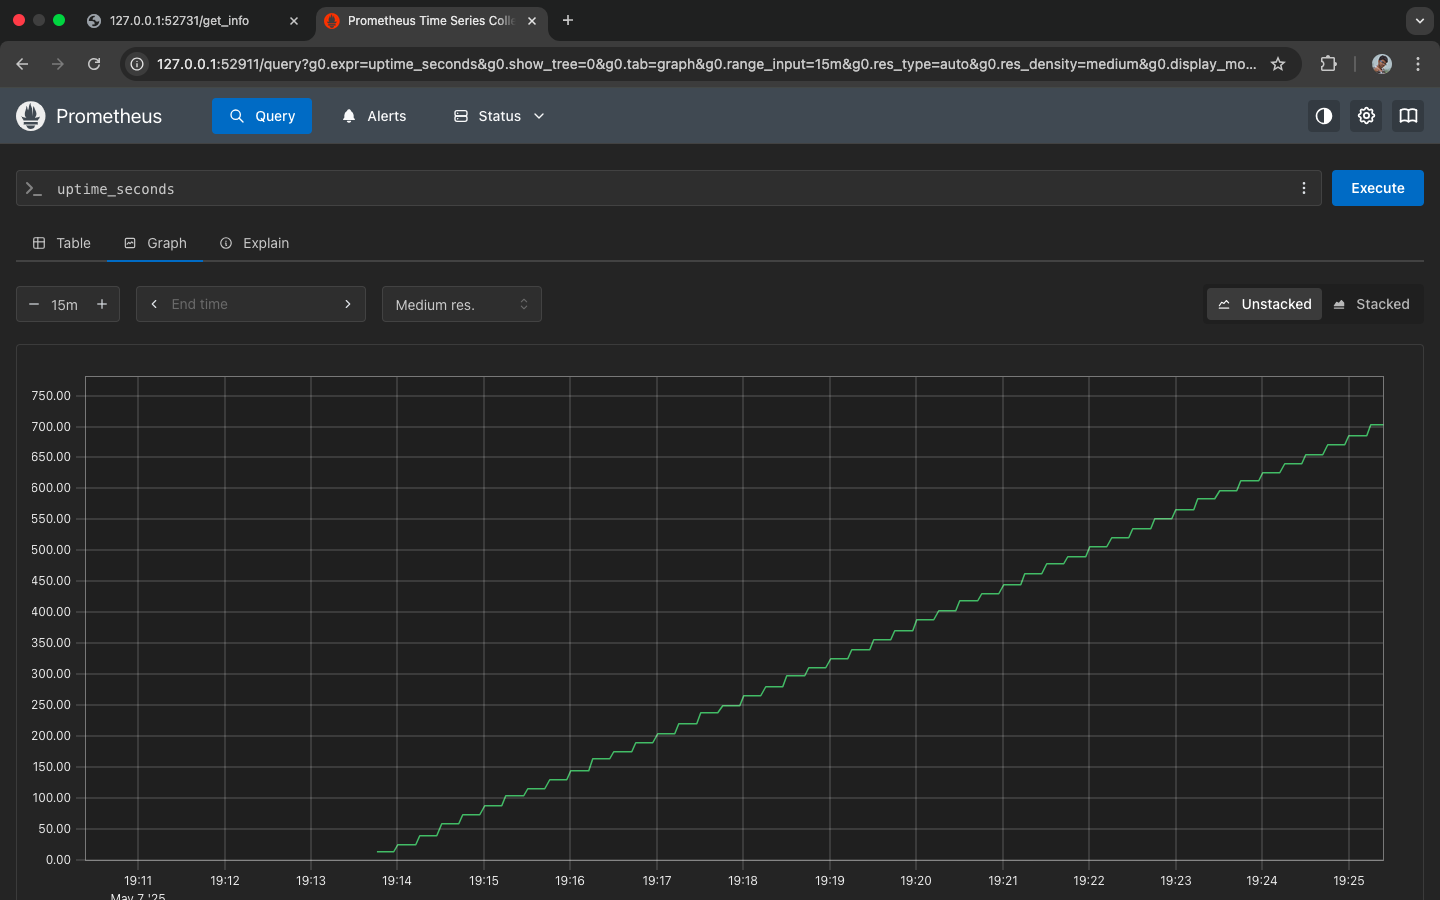 127.0.0.1:52731/get_info
Prometheus Time Series Colle
127.0.0.1:52911/query?g0.expr=uptime_seconds&g0.show_tree=0&g0.tab=graph&g0.range_input=15m&g0.res_type=auto&g0.res_density=medium&g0.display_mo...
Prometheus
Query
Alerts
Status
>_ uptime_seconds
Execute
Table
Graph
Explain
15m
End time
Medium res.
Unstacked
Stacked
750.00
700.00
650.00
600.00
550.00
500.00
450.00
400.00
350.00
300.00
250.00
200.00
150.00
100.00
50.00
0.00
19:11 19:12 19:13 19:14 19:15 19:16 19:17 19:18 19:19 19:20 19:21 19:22 19:23 19:24 19:25
May 7 '25